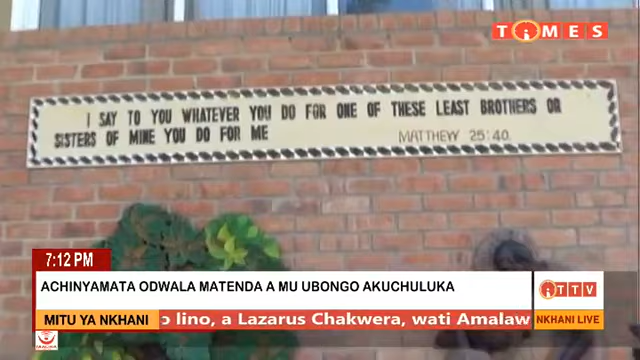 TiMES
I SAY TO YOU WHATEVER YOU DO FOR ONE OF THESE LEAST BROTHERS OR
SISTERS OF MINE YOU DO FOR ME
MATTHEW 25:40.
7:12 PM
ACHINYAMATA ODWALA MATENDA A MU UBONGO AKUCHULUKA
iTTV
MITU YA NKHANI
o lino, a Lazarus Chakwera, wati Amalaw
NKHANI LIVE